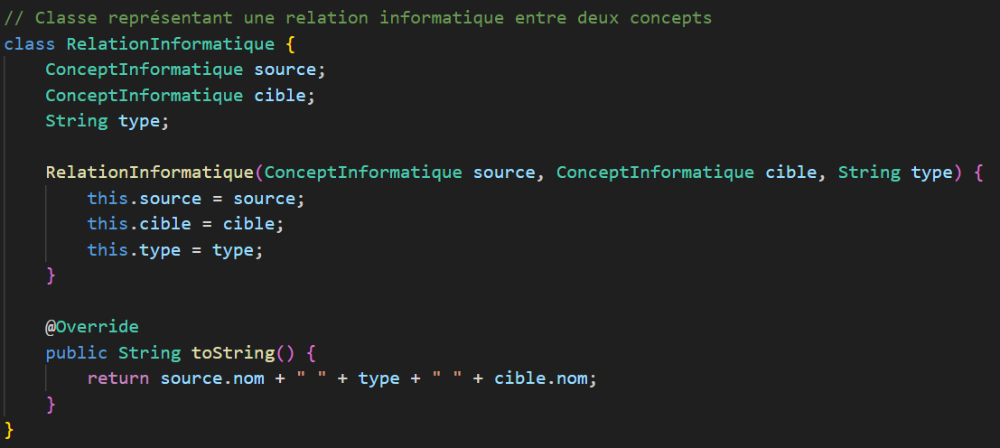 // Classe représentant une relation informatique entre deux concepts
class RelationInformatique {
    ConceptInformatique source;
    ConceptInformatique cible;
    String type;

    RelationInformatique(ConceptInformatique source, ConceptInformatique cible, String type) {
        this.source = source;
        this.cible = cible;
        this.type = type;
    }

    @Override
    public String toString() {
        return source.nom + " " + type + " " + cible.nom;
    }
}